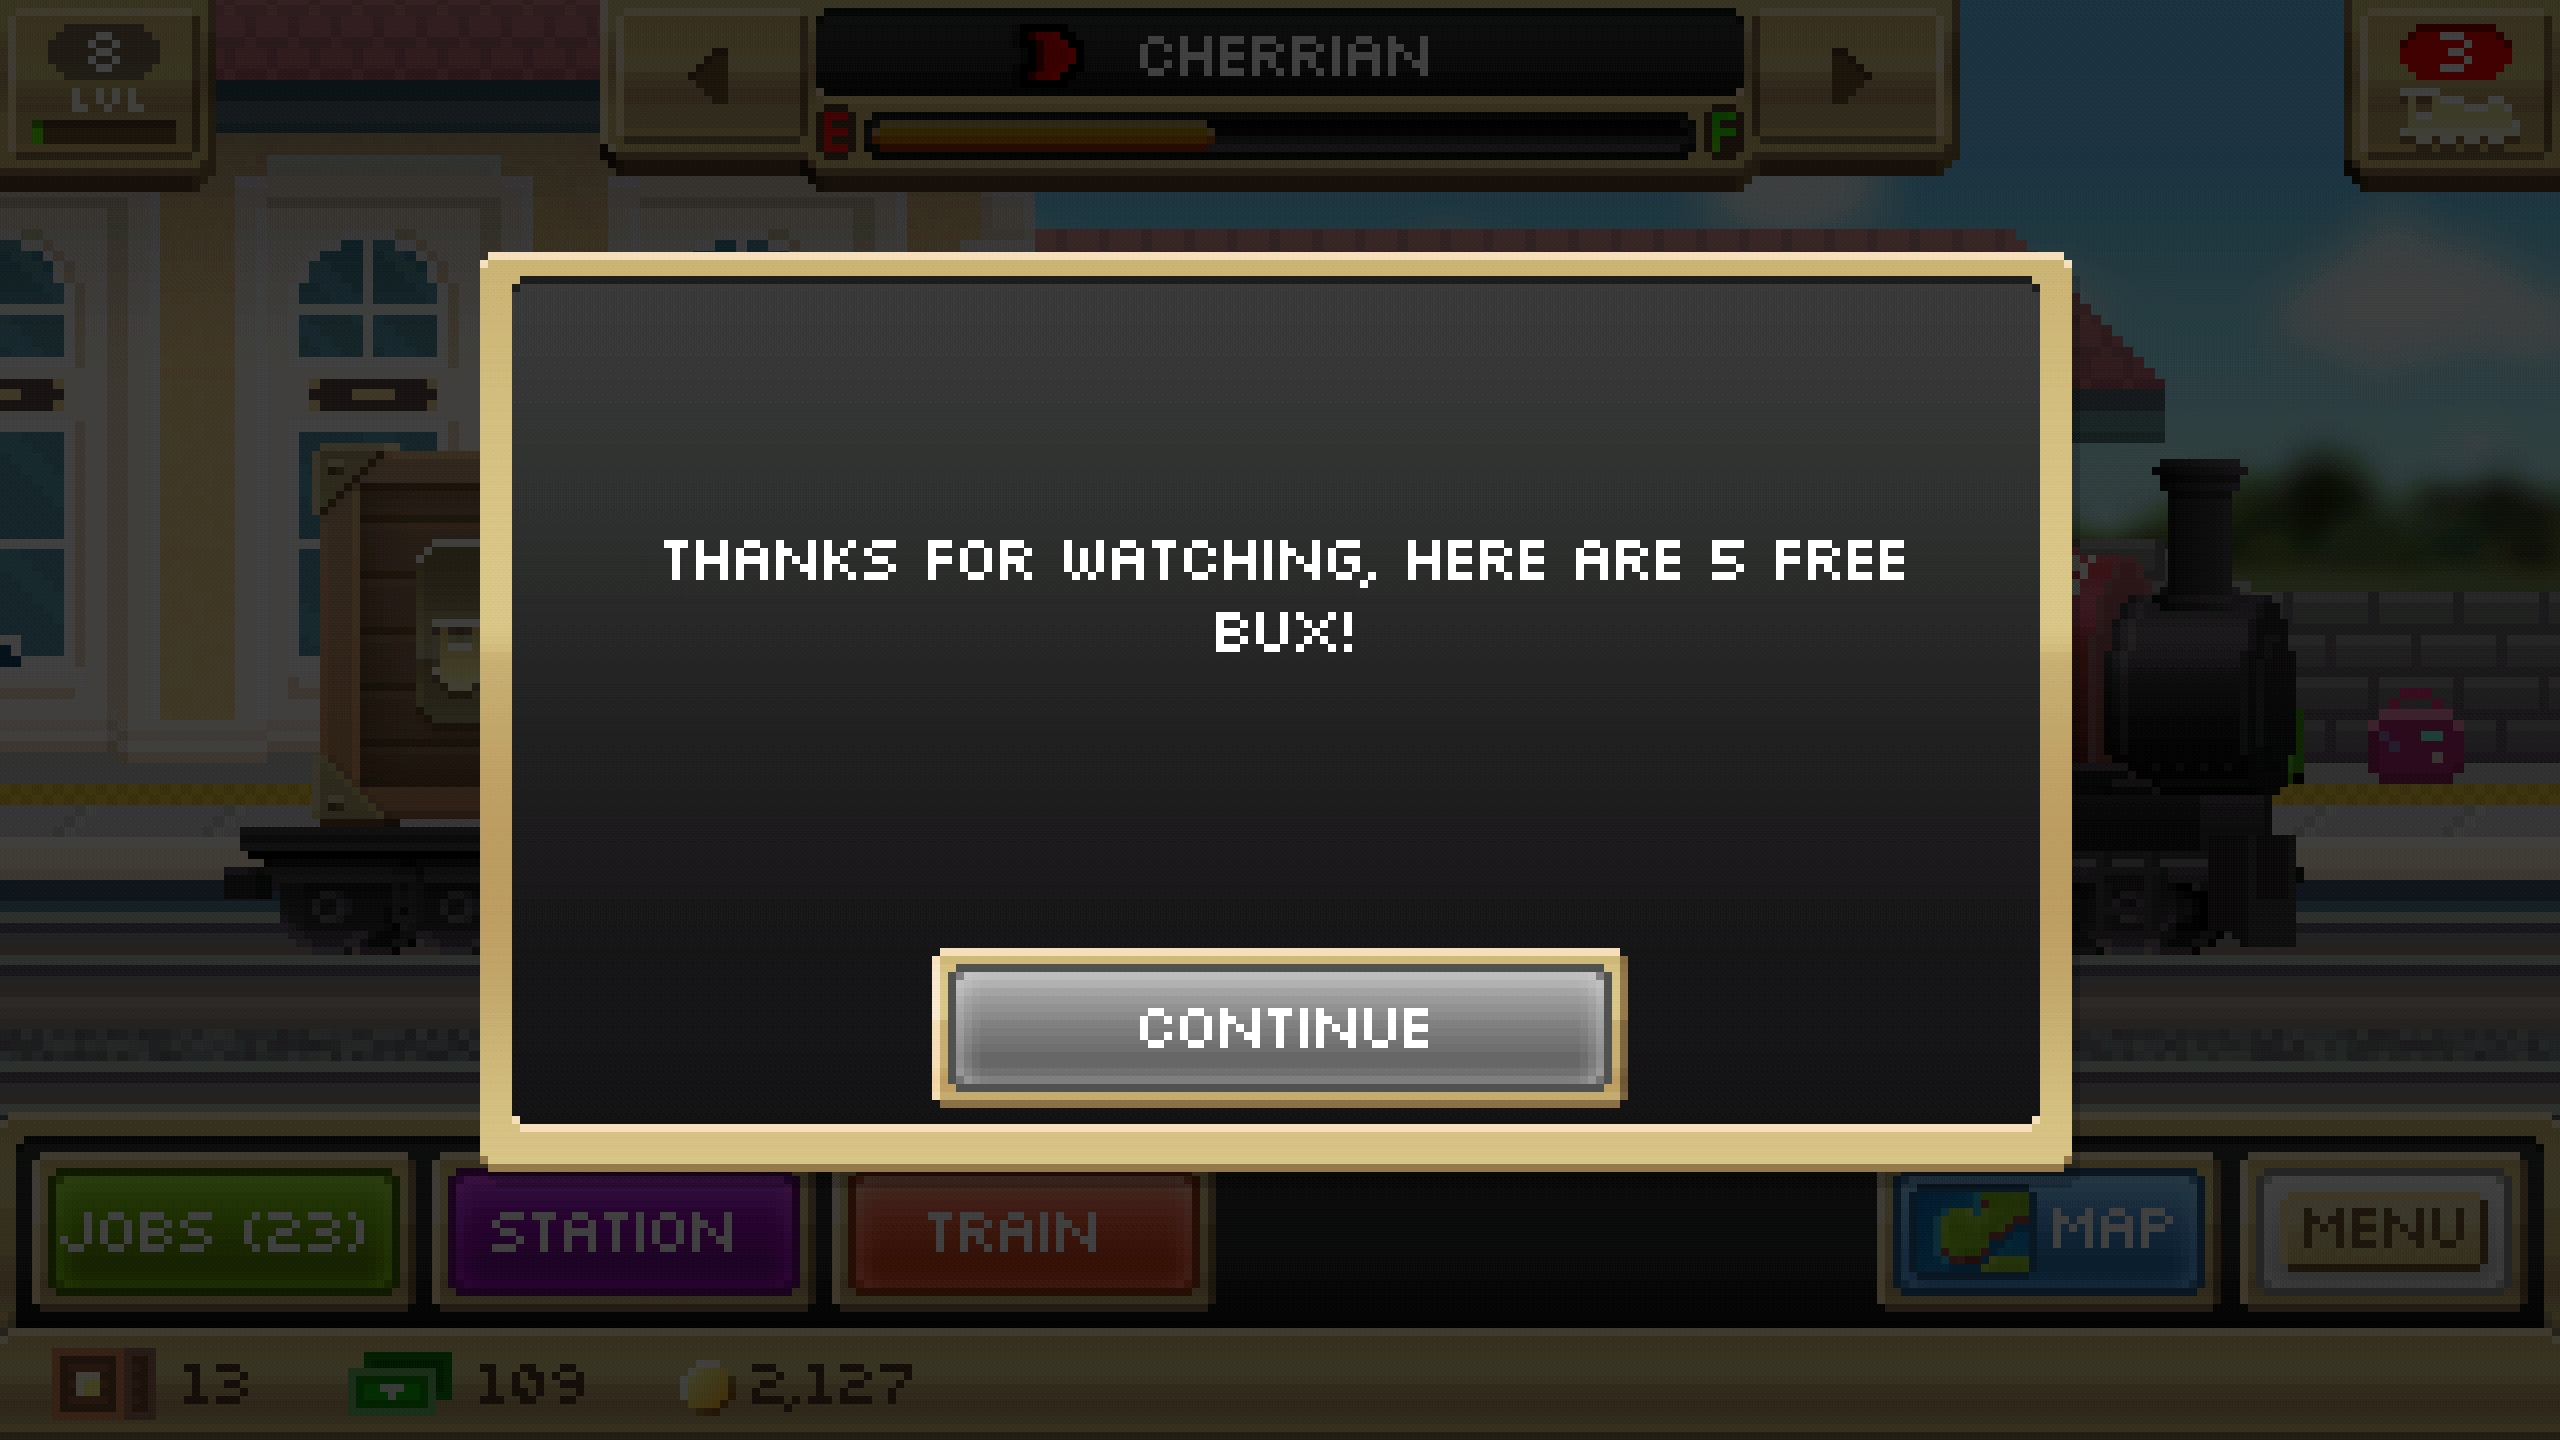 8
LVL
CHERRIAN
E
F
3
THANKS FOR WATCHING, HERE ARE 5 FREE
BUX!
CONTINUE
JOBS (23)
STATION
TRAIN
MAP
MENU
13
109
2,127